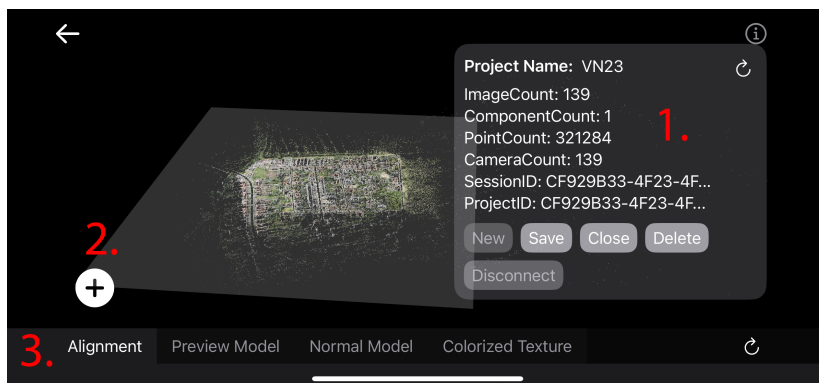 Project Name: VN23
ImageCount: 139
ComponentCount: 1
PointCount: 321284
CameraCount: 139
SessionID: CF929B33-4F23-4F...
ProjectID: CF929B33-4F23-4F...
1.
New Save Close Delete
Disconnect
2.
3.
Alignment Preview Model Normal Model Colorized Texture